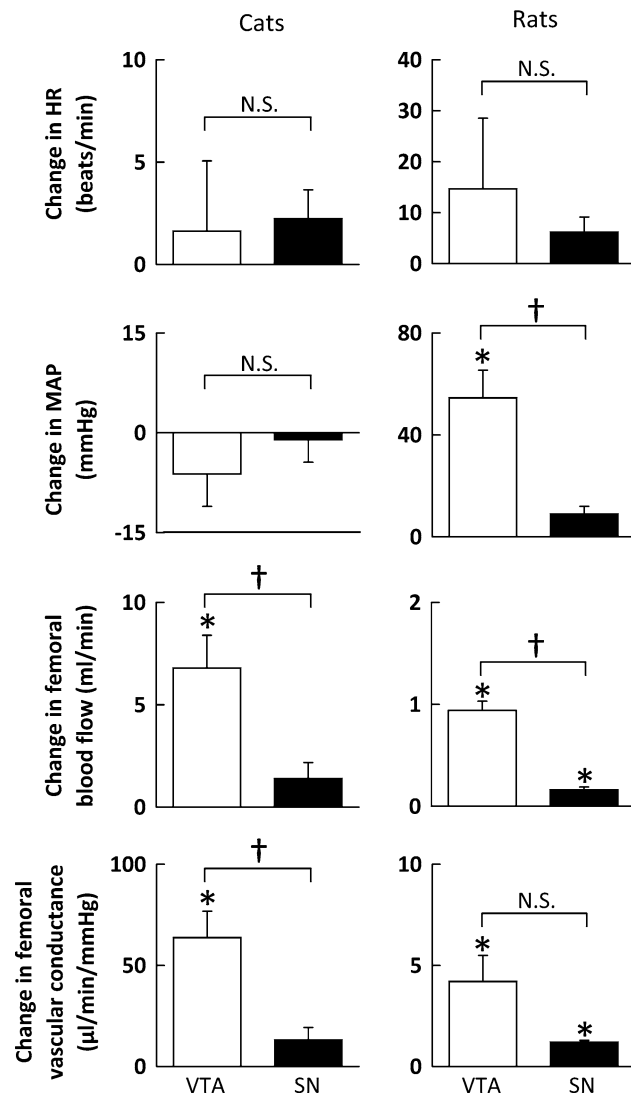 Cats
Rats
Change in HR
(beats/min)
10
5
0
N.S.
40
30
20
10
0
N.S.
Change in MAP
(mmHg)
15
0
-15
N.S.
80
40
0
†
*
Change in femoral
blood flow (ml/min)
10
5
0
†
*
2
1
0
†
*
*
Change in femoral
vascular conductance
(µl/min/mmHg)
100
50
0
†
*
10
5
0
N.S.
*
*
VTA SN
VTA SN